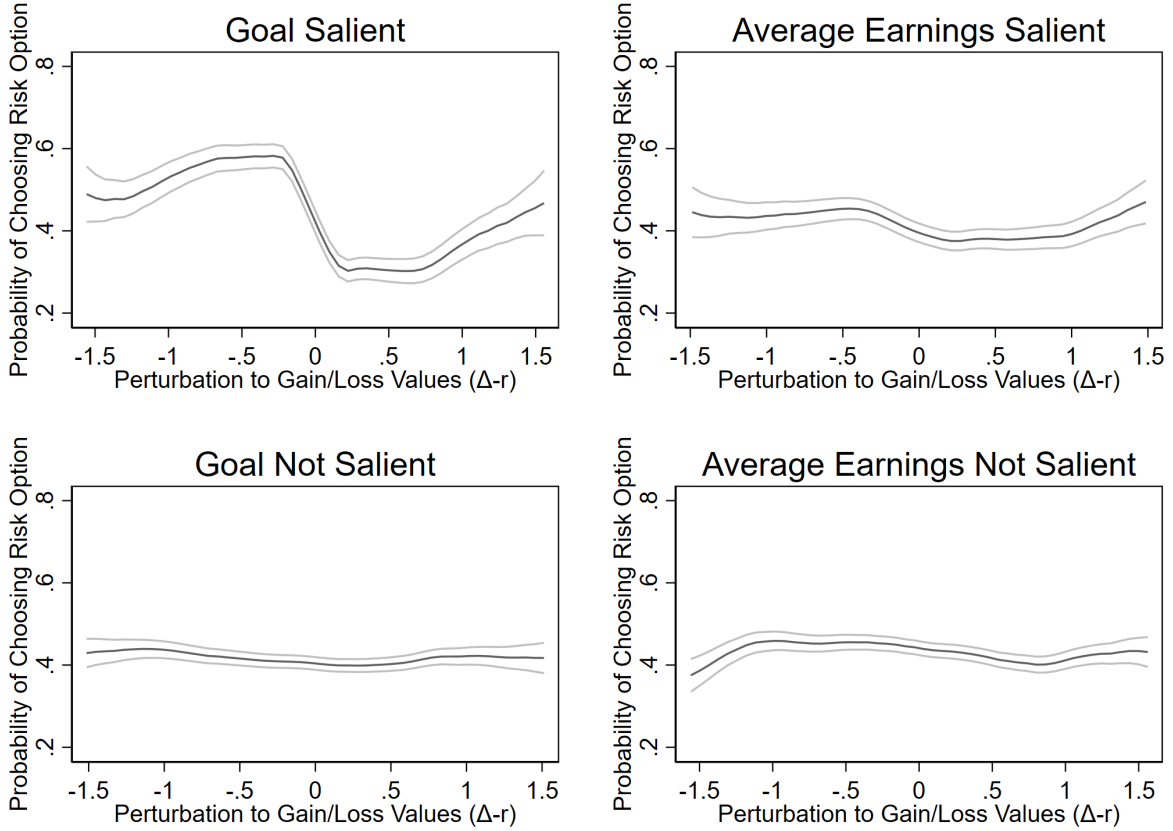 Goal Salient
Probability of Choosing Risk Option
.8
.6
.4
.2
-1.5 -1 -.5 0 .5 1 1.5
Perturbation to Gain/Loss Values (Δ-r)
Average Earnings Salient
Probability of Choosing Risk Option
.8
.6
.4
.2
-1.5 -1 -.5 0 .5 1 1.5
Perturbation to Gain/Loss Values (Δ-r)
Goal Not Salient
Probability of Choosing Risk Option
.8
.6
.4
.2
-1.5 -1 -.5 0 .5 1 1.5
Perturbation to Gain/Loss Values (Δ-r)
Average Earnings Not Salient
Probability of Choosing Risk Option
.8
.6
.4
.2
-1.5 -1 -.5 0 .5 1 1.5
Perturbation to Gain/Loss Values (Δ-r)